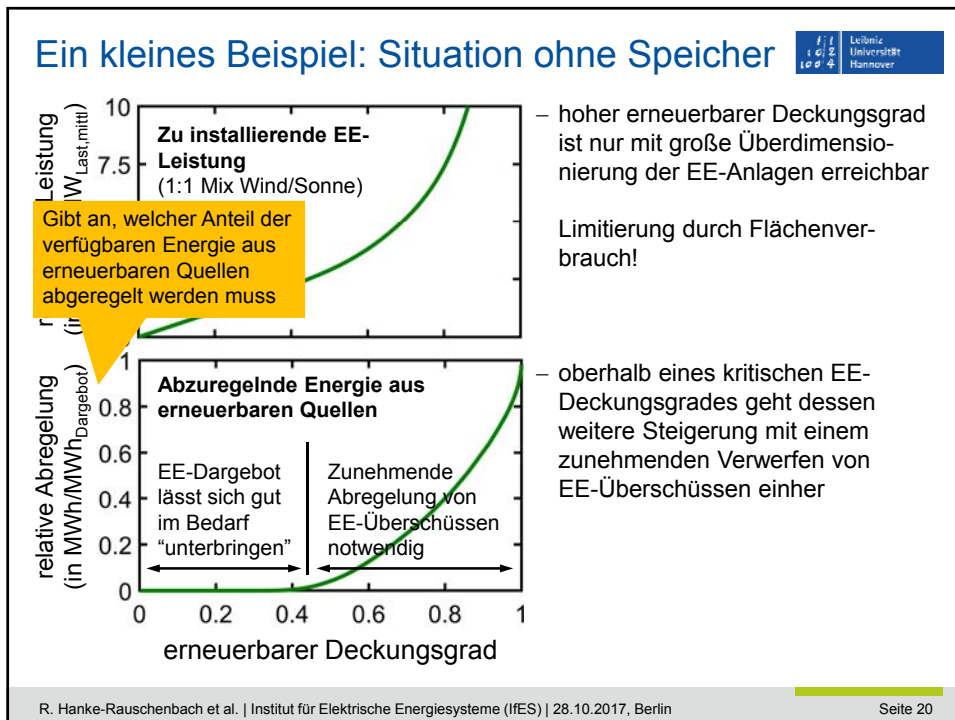 Ein kleines Beispiel: Situation ohne Speicher
Leibniz
Universität
Hannover
10
7.5
Zu installierende EE-
Leistung
(1:1 Mix Wind/Sonne)
Leistung
Last,mittl)
Gibt an, welcher Anteil der
verfügbaren Energie aus
erneuerbaren Quellen
abgeregelt werden muss
– hoher erneuerbarer Deckungsgrad
ist nur mit große Überdimensio-
nierung der EE-Anlagen erreichbar
Limitierung durch Flächenver-
brauch!
relative Abregelung
(in MWh/MWhDargebot)
1
0.8
0.6
0.4
0.2
0
Abzuregelnde Energie aus
erneuerbaren Quellen
EE-Dargebot
lässt sich gut
im Bedarf
“unterbringen”
Zunehmende
Abregelung von
EE-Überschüssen
notwendig
0 0.2 0.4 0.6 0.8 1
erneuerbarer Deckungsgrad
– oberhalb eines kritischen EE-
Deckungsgrades geht dessen
weitere Steigerung mit einem
zunehmenden Verwerfen von
EE-Überschüssen einher
R. Hanke-Rauschenbach et al. | Institut für Elektrische Energiesysteme (IfES) | 28.10.2017, Berlin
Seite 20